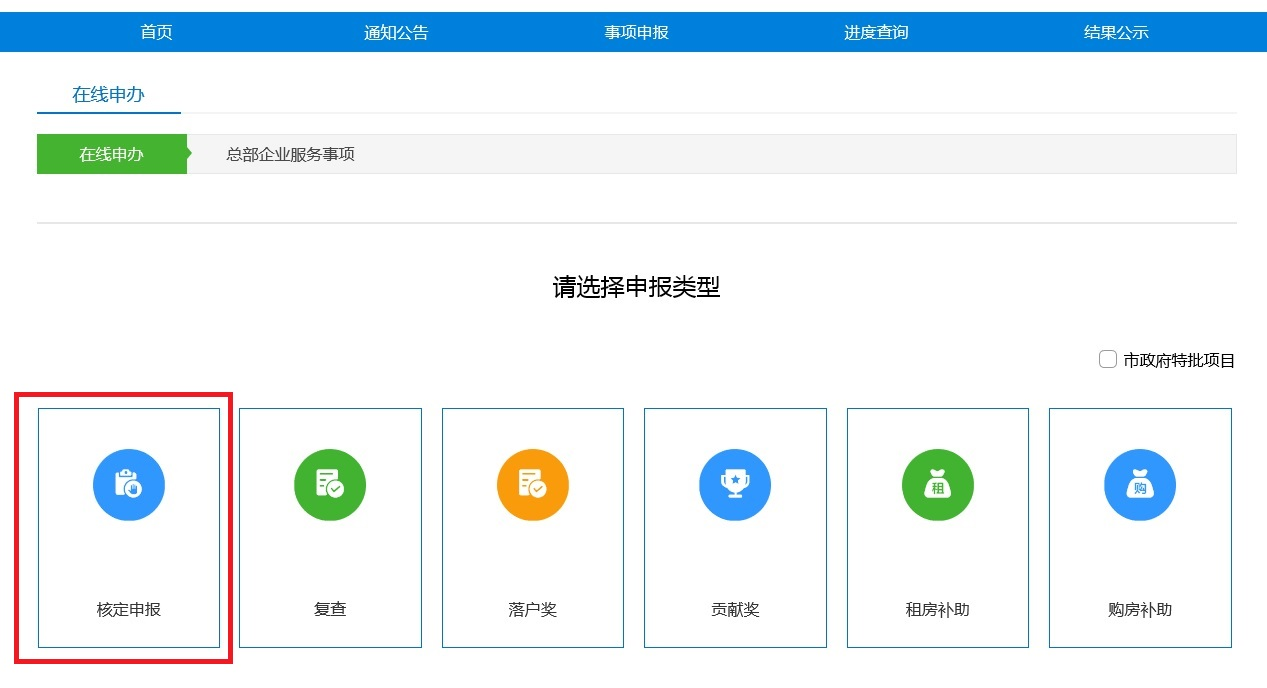 首页 通知公告 事项申报 进度查询 结果公示
在线申办
在线申办 总部企业服务事项
请选择申报类型
市政府特批项目
租 购
核定申报 复查 落户奖 贡献奖 租房补助 购房补助